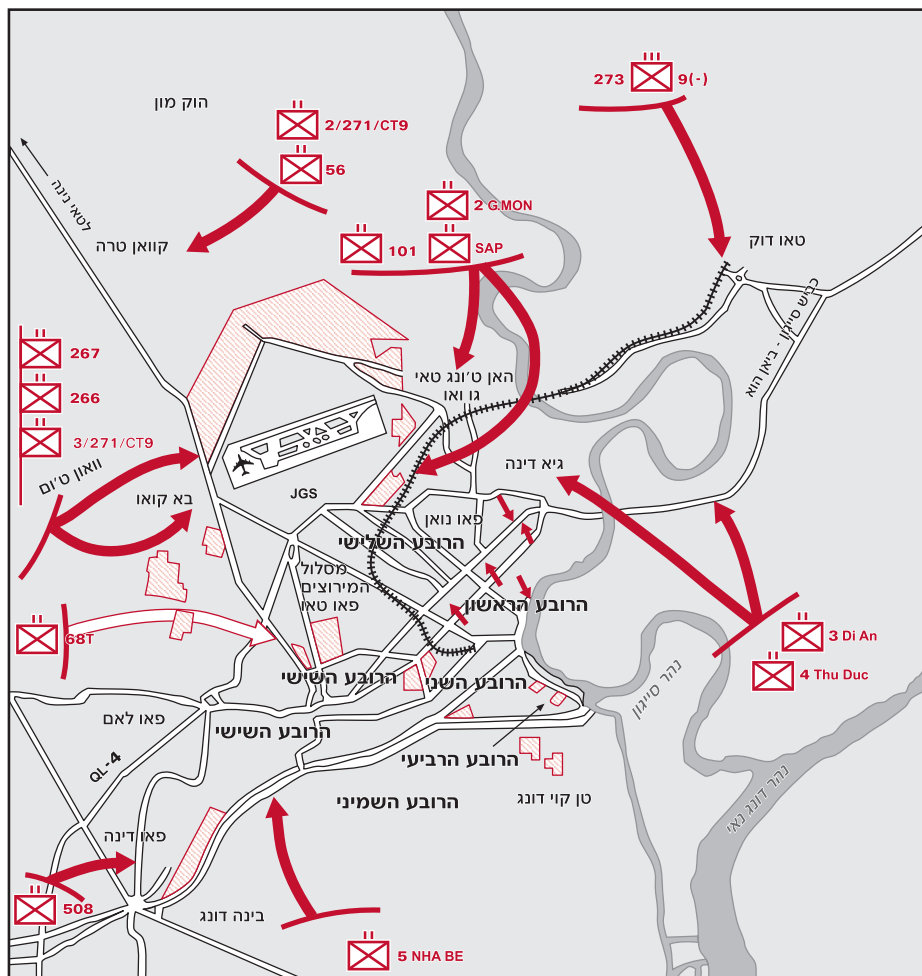 273
9(-)
הוק מון
2/271/CT9
56
לטאי נינה
קוואן טרה
2 G.MON
101
SAP
טאו דוק
כביש סייגון - ביאן הוא
267
266
3/271/CT9
האן ט'ונג טאי
גו ואו
וואון ט'ום
בא קואו
JGS
גיא דינה
פאו נואן
הרובע השלישי
מסלול
המירוצים
פאו טאו
הרובע הראשון
68T
3 Di An
4 Thu Duc
הרובע השישי
הרובע השני
נהר סייגון
פאו לאם
הרובע השישי
QL-4
הרובע הרביעי
נהר דונג נאי
טן קוי דונג
הרובע השמיני
פאו דינה
508
בינה דונג
5 NHA BE